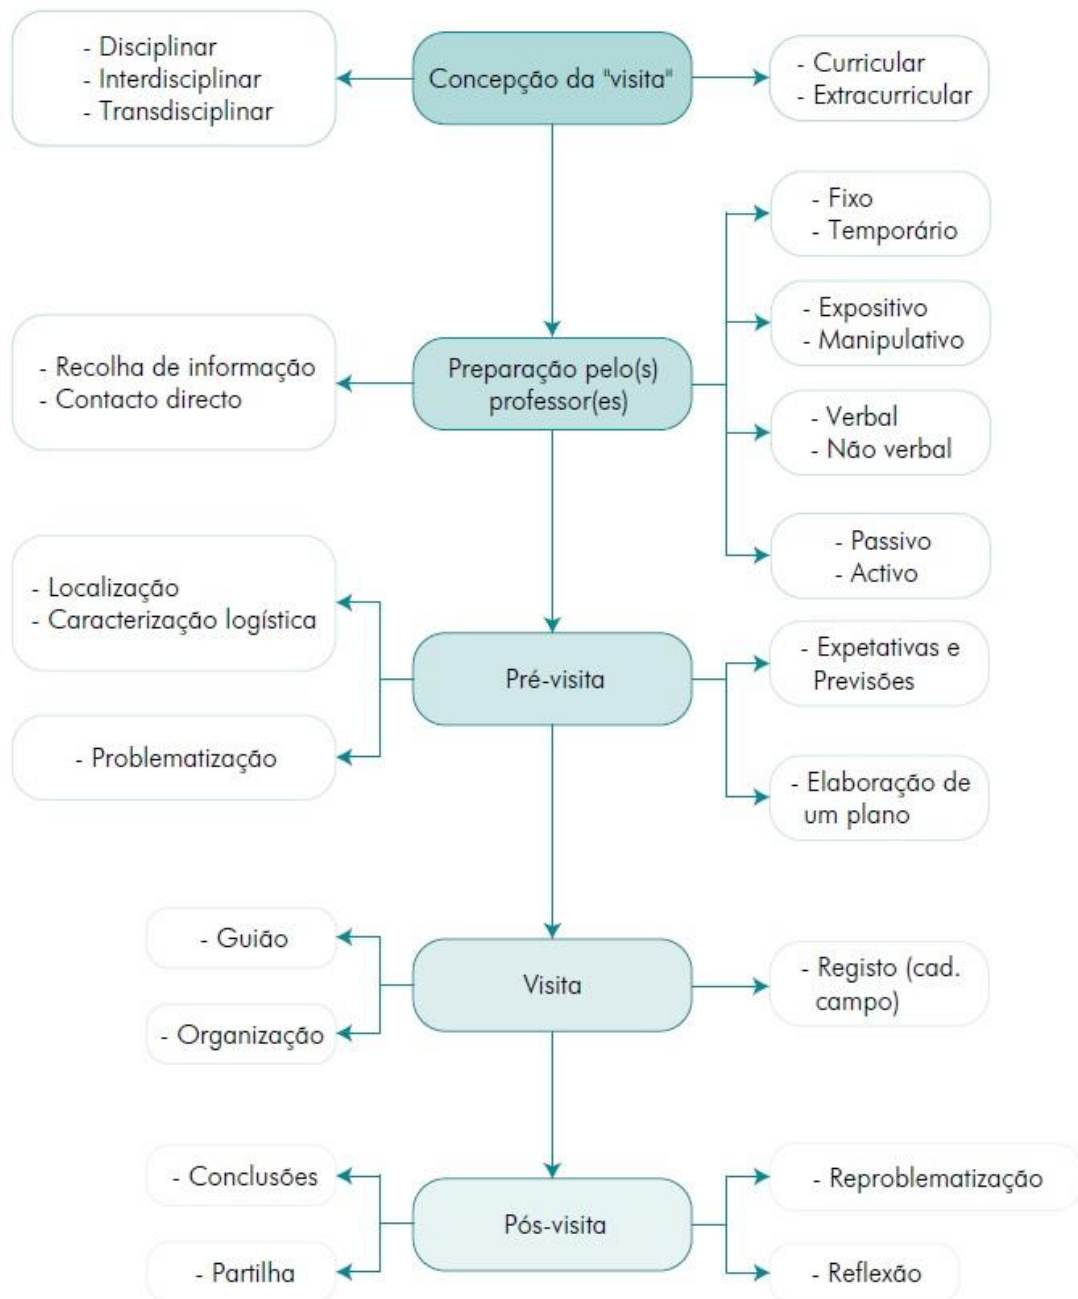 - Disciplinar
- Interdisciplinar
- Transdisciplinar
Concepção da "visita"
- Curricular
- Extracurricular
- Fixo
- Temporário
- Expositivo
- Manipulativo
- Recolha de informação
- Contacto directo
Preparação pelo(s)
professor(es)
- Verbal
- Não verbal
- Passivo
- Activo
- Localização
- Caracterização logística
- Problematização
Pré-visita
- Expetativas e
Previsões
- Elaboração de
um plano
- Guião
- Organização
Visita
- Registo (cad.
campo)
- Conclusões
- Partilha
Pós-visita
- Reproblematização
- Reflexão